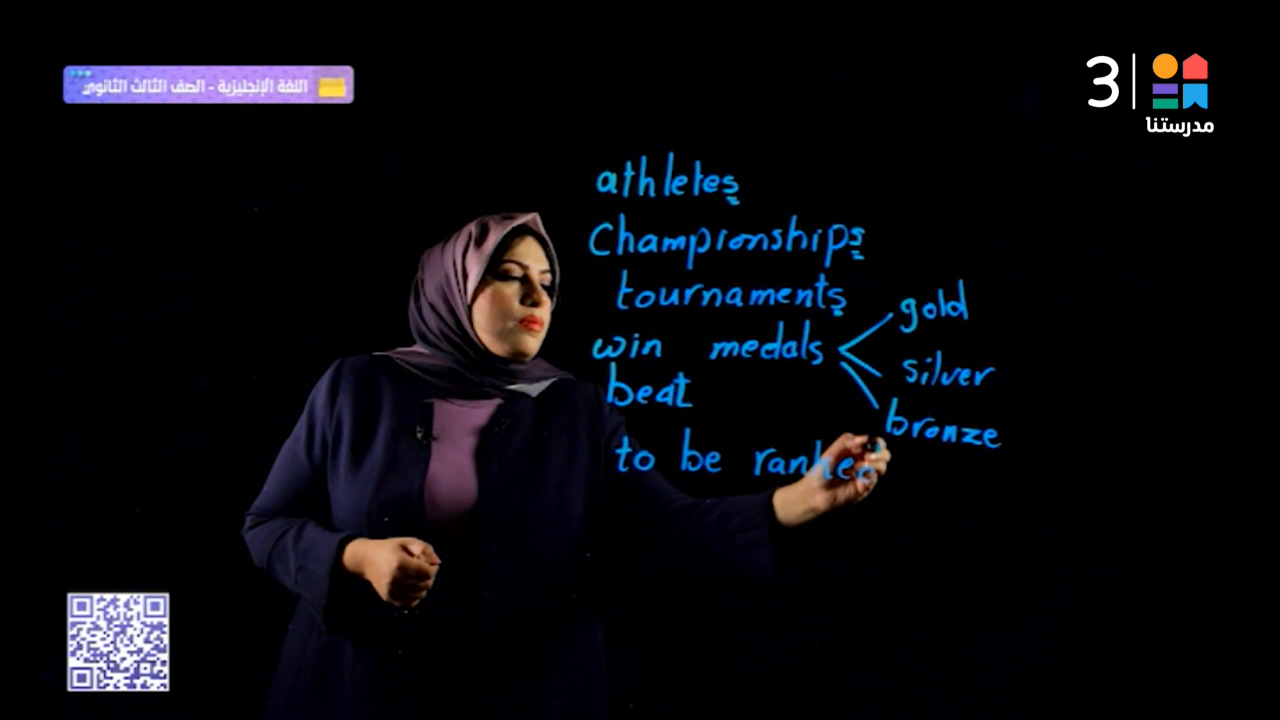 اللغة الإنجليزية - الصف الثالث الثانوي
3
مدرستنا
athletes
Championships
tournaments
win medals
gold
silver
bronze
beat
to be ranked